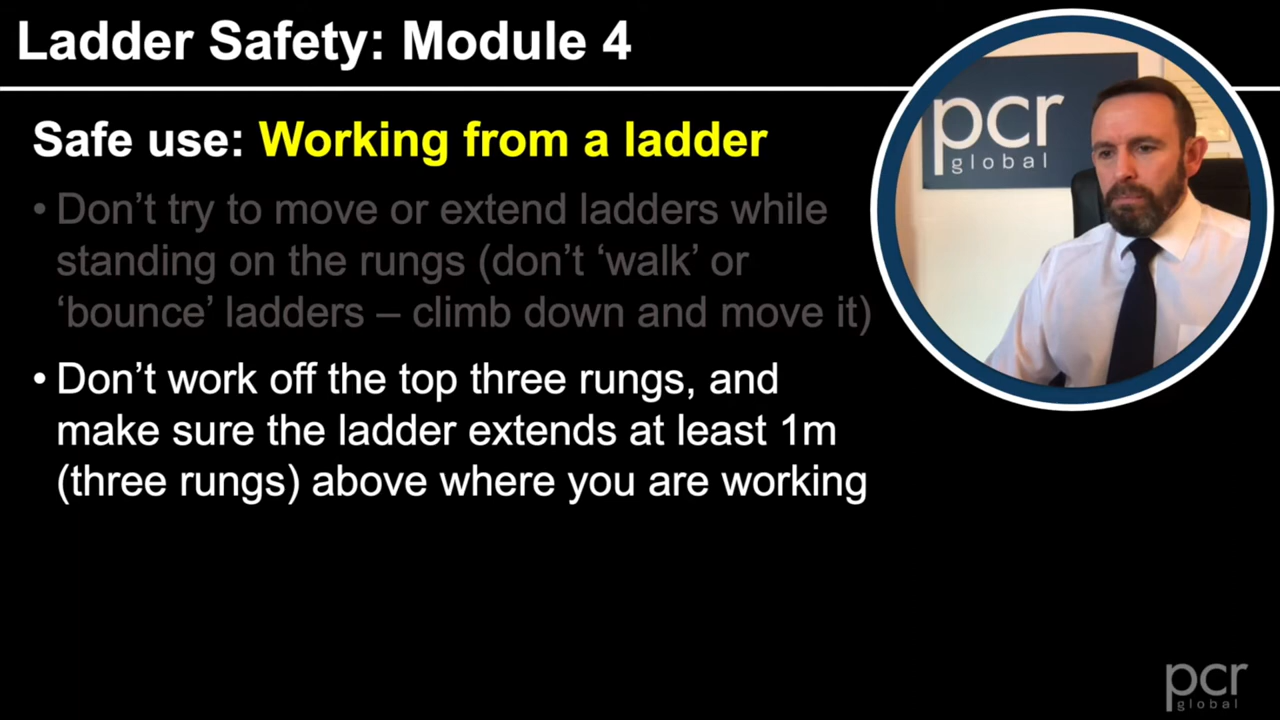 Ladder Safety: Module 4
Safe use: Working from a ladder
• Don’t try to move or extend ladders while
standing on the rungs (don’t ‘walk’ or
‘bounce’ ladders – climb down and move it)
• Don’t work off the top three rungs, and
make sure the ladder extends at least 1m
(three rungs) above where you are working
pcr
global
pcr
global